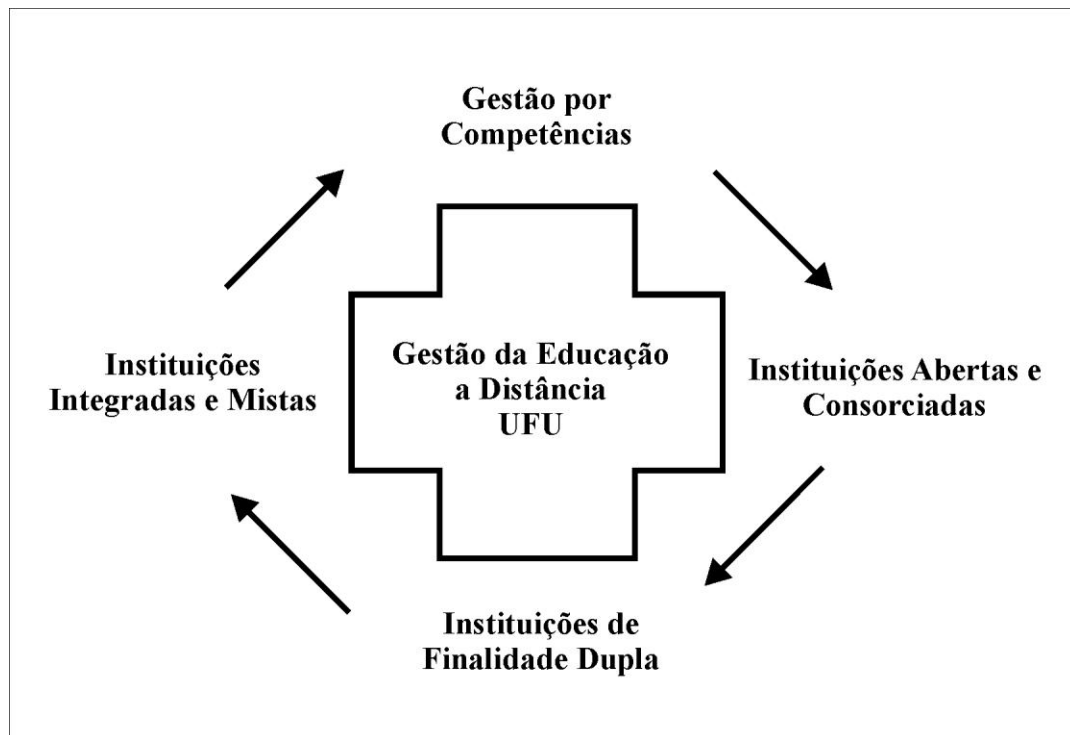 Gestão por
Competências
Instituições
Integradas e Mistas
Gestão da Educação
a Distância
UFU
Instituições Abertas e
Consorciadas
Instituições de
Finalidade Dupla